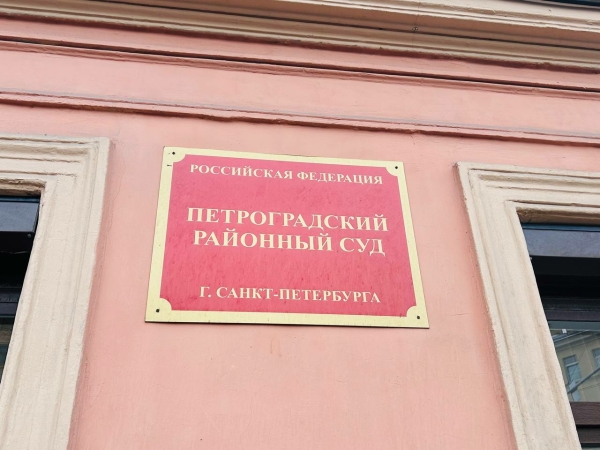 РОССИЙСКАЯ ФЕДЕРАЦИЯ
ПЕТРОГРАДСКИЙ
РАЙОННЫЙ СУД
Г. САНКТ-ПЕТЕРБУРГА